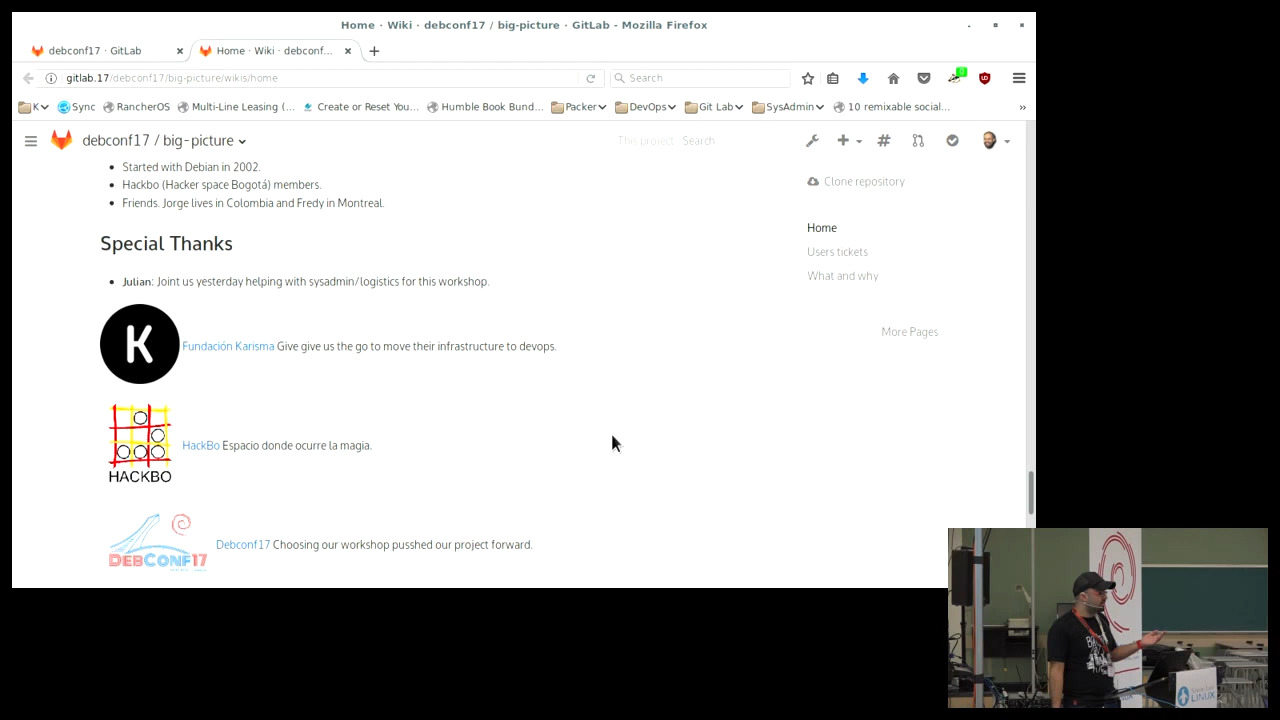 Home · Wiki · debconf17 / big-picture · GitLab - Mozilla Firefox
debconf17 · GitLab
Home · Wiki · debconf...
gitlab.17/debconf17/big-picture/wikis/home
Search
K
Sync
RancherOS
Multi-Line Leasing (...
Create or Reset You...
Humble Book Bund...
Packer
DevOps
Git Lab
SysAdmin
10 remixable social...
debconf17 / big-picture
This project
Search
Started with Debian in 2002.
Hackbo (Hacker space Bogotá) members.
Friends. Jorge lives in Colombia and Fredy in Montreal.
Special Thanks
Julian: Joint us yesterday helping with sysadmin/logistics for this workshop.
K
Fundación Karisma Give give us the go to move their infrastructure to devops.
HACKBO
HackBo Espacio donde ocurre la magia.
DEBCONF17
Debconf17 Choosing our workshop pusshed our project forward.
Clone repository
Home
Users tickets
What and why
More Pages
LINUX